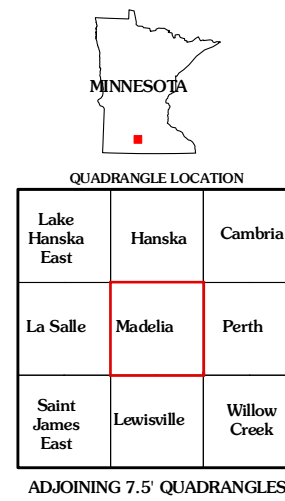 MINNESOTA
QUADRANGLE LOCATION
Lake
Hanska
East
Hanska
Cambria
La Salle
Madelia
Perth
Saint
James
East
Lewisville
Willow
Creek
ADJOINING 7.5' QUADRANGLES